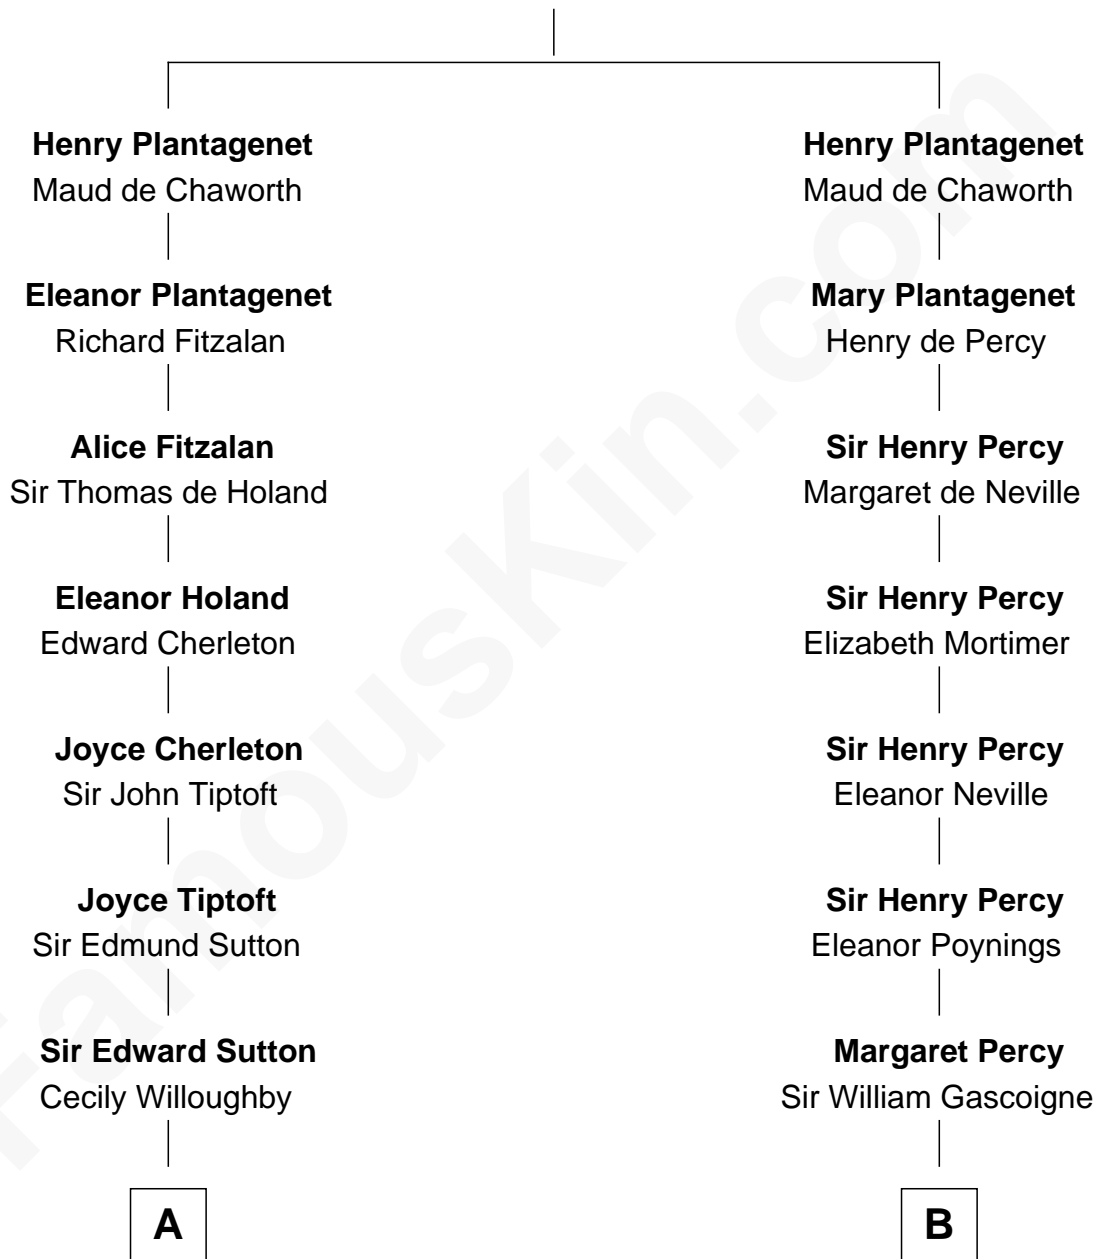 Henry Plantagenet
Maud de Chaworth
Eleanor Plantagenet
Richard Fitzalan
Alice Fitzalan
Sir Thomas de Holand
Eleanor Holand
Edward Cherleton
Joyce Cherleton
Sir John Tiptoft
Joyce Tiptoft
Sir Edmund Sutton
Sir Edward Sutton
Cecily Willoughby
A
Henry Plantagenet
Maud de Chaworth
Mary Plantagenet
Henry de Percy
Sir Henry Percy
Margaret de Neville
Sir Henry Percy
Elizabeth Mortimer
Sir Henry Percy
Eleanor Neville
Sir Henry Percy
Eleanor Poynings
Margaret Percy
Sir William Gascoigne
B
FamousKin.com